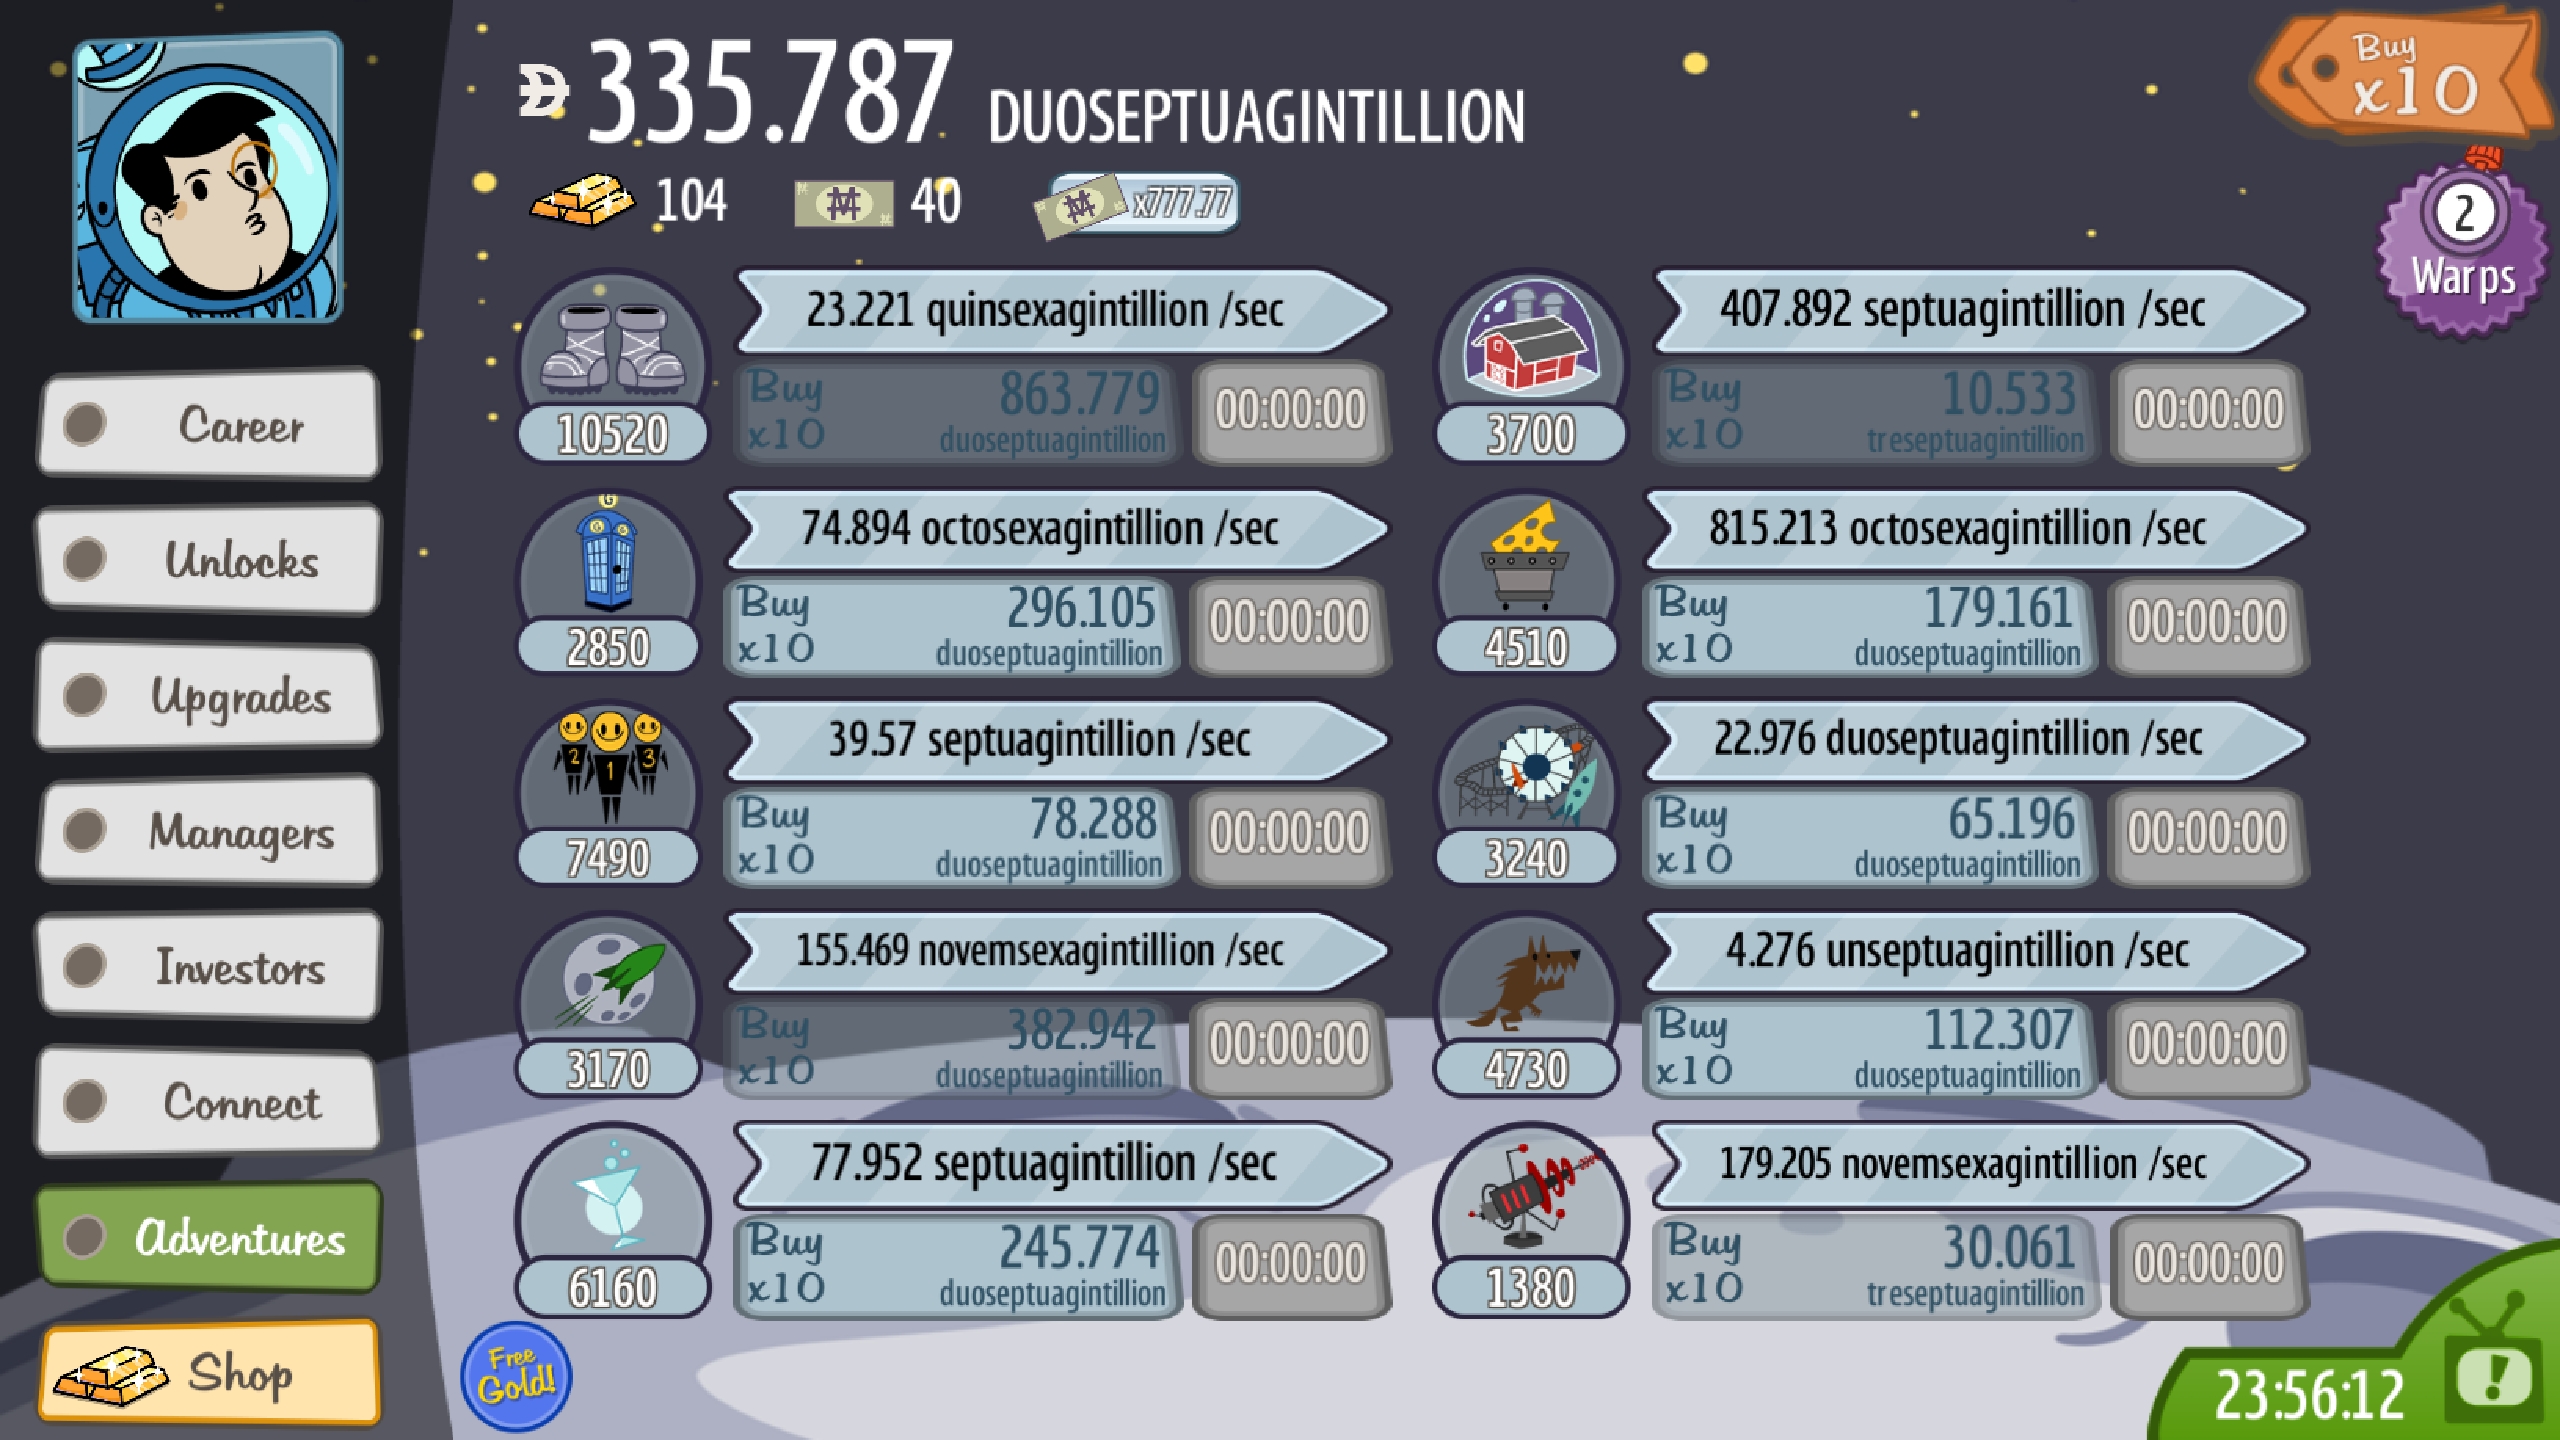 335.787 DUOSEPTUAGINTILLION
Buy
x10
104
40
x777.77
2
Warps
Career
Unlocks
Upgrades
Managers
Investors
Connect
Adventures
Shop
23.221 quinsexagintillion /sec
10520
Buy
x10
863.779
duoseptuagintillion
00:00:00
407.892 septuagintillion /sec
3700
Buy
x10
10.533
treseptuagintillion
00:00:00
G
G G
74.894 octosexagintillion /sec
2850
Buy
x10
296.105
duoseptuagintillion
00:00:00
815.213 octosexagintillion /sec
4510
Buy
x10
179.161
duoseptuagintillion
00:00:00
2 1 3
39.57 septuagintillion /sec
7490
Buy
x10
78.288
duoseptuagintillion
00:00:00
22.976 duoseptuagintillion /sec
3240
Buy
x10
65.196
duoseptuagintillion
00:00:00
155.469 novemsexagintillion /sec
3170
Buy
x10
382.942
duoseptuagintillion
00:00:00
4.276 unseptuagintillion /sec
4730
Buy
x10
112.307
duoseptuagintillion
00:00:00
77.952 septuagintillion /sec
6160
Buy
x10
245.774
duoseptuagintillion
00:00:00
179.205 novemsexagintillion /sec
1380
Buy
x10
30.061
treseptuagintillion
00:00:00
Free
Gold!
23:56:12
!